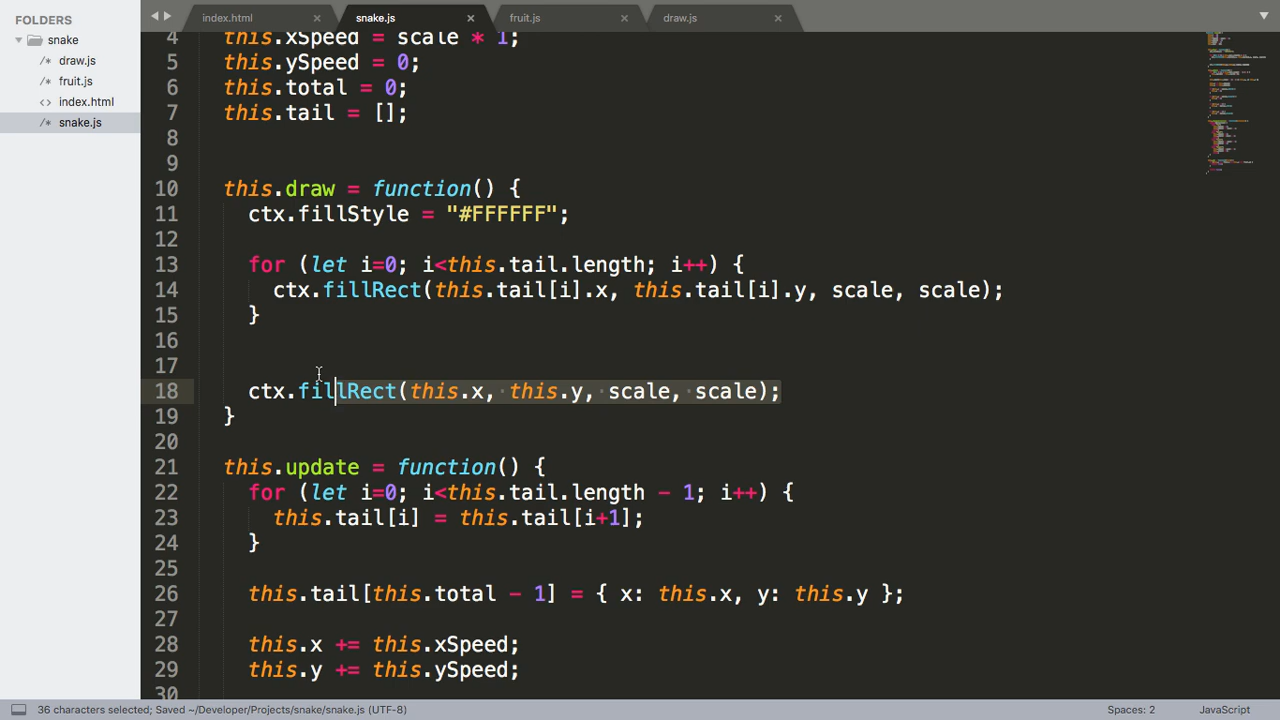 FOLDERS
snake
/* draw.js
/* fruit.js
<> index.html
/* snake.js
index.html × snake.js × fruit.js × draw.js ×
4 this.xSpeed = scale * 1;
5 this.ySpeed = 0;
6 this.total = 0;
7 this.tail = [];
8
9
10 this.draw = function() {
11 ctx.fillStyle = "#FFFFFF";
12
13 for (let i=0; i<this.tail.length; i++) {
14 ctx.fillRect(this.tail[i].x, this.tail[i].y, scale, scale);
15 }
16
17
18 ctx.fillRect(this.x, this.y, scale, scale);
19 }
20
21 this.update = function() {
22 for (let i=0; i<this.tail.length - 1; i++) {
23 this.tail[i] = this.tail[i+1];
24 }
25
26 this.tail[this.total - 1] = { x: this.x, y: this.y };
27
28 this.x += this.xSpeed;
29 this.y += this.ySpeed;
30
36 characters selected; Saved ~/Developer/Projects/snake/snake.js (UTF-8) Spaces: 2 JavaScript